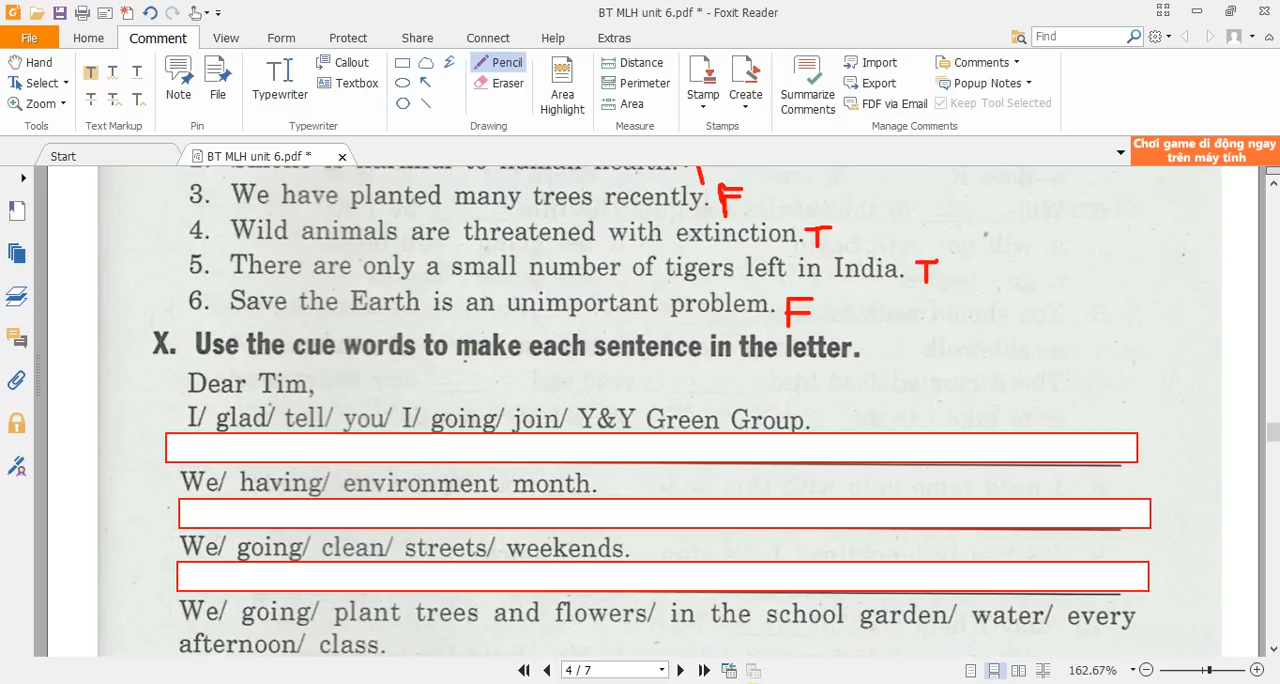 BT MLH unit 6.pdf * - Foxit Reader
File Home Comment View Form Protect Share Connect Help Extras Find
Hand Select Zoom Tools
Text Markup
Note File Pin
Typewriter Callout Textbox Typewriter
Pencil Eraser Area Highlight Drawing
Distance Perimeter Area Measure
Stamp Create Stamps
Summarize Comments Import Export FDF via Email Comments Popup Notes Keep Tool Selected Manage Comments
Start BT MLH unit 6.pdf *
Chơi game di động ngay
trên máy tính
3. We have planted many trees recently. F
4. Wild animals are threatened with extinction. T
5. There are only a small number of tigers left in India. T
6. Save the Earth is an unimportant problem. F
X. Use the cue words to make each sentence in the letter.
Dear Tim,
I/ glad/ tell/ you/ I/ going/ join/ Y&Y Green Group.
We/ having/ environment month.
We/ going/ clean/ streets/ weekends.
We/ going/ plant trees and flowers/ in the school garden/ water/ every
afternoon/ class.
4 / 7 162.67%